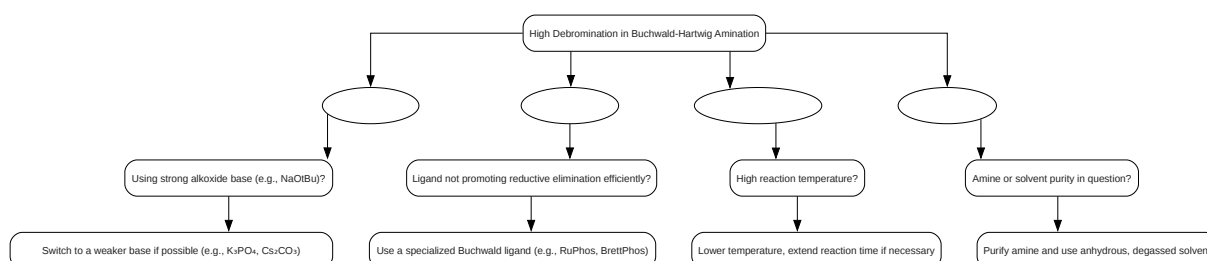 High Debromination in Buchwald-Hartwig Amination
Using strong alkoxide base (e.g., NaOtBu)?
Ligand not promoting reductive elimination efficiently?
High reaction temperature?
Amine or solvent purity in question?
Switch to a weaker base if possible (e.g., K₃PO₄, Cs₂CO₃)
Use a specialized Buchwald ligand (e.g., RuPhos, BrettPhos)
Lower temperature, extend reaction time if necessary
Purify amine and use anhydrous, degassed solvent